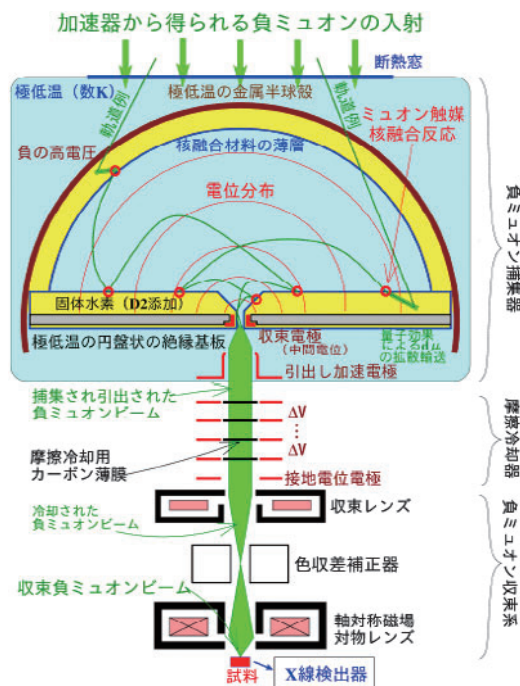 加速器から得られる負ミュオンの入射
断熱窓
極低温(数K)
極低温の金属半球殻
軌道例
軌道例
ミュオン触媒
核融合反応
負の高電圧
核融合材料の薄層
電位分布
負ミュオン捕集器
固体水素(D2添加)
極低温の円盤状の絶縁基板
収束電極
(中間電位)
量子効果
によるdμ
の拡散輸送
引出し加速電極
捕集され引出された
負ミュオンビーム
ΔV
⋮
ΔV
摩擦冷却用
カーボン薄膜
接地電位電極
摩擦冷却器
冷却された
負ミュオンビーム
収束レンズ
色収差補正器
収束負ミュオンビーム
軸対称磁場
対物レンズ
負ミュオン収束系
試料
X線検出器